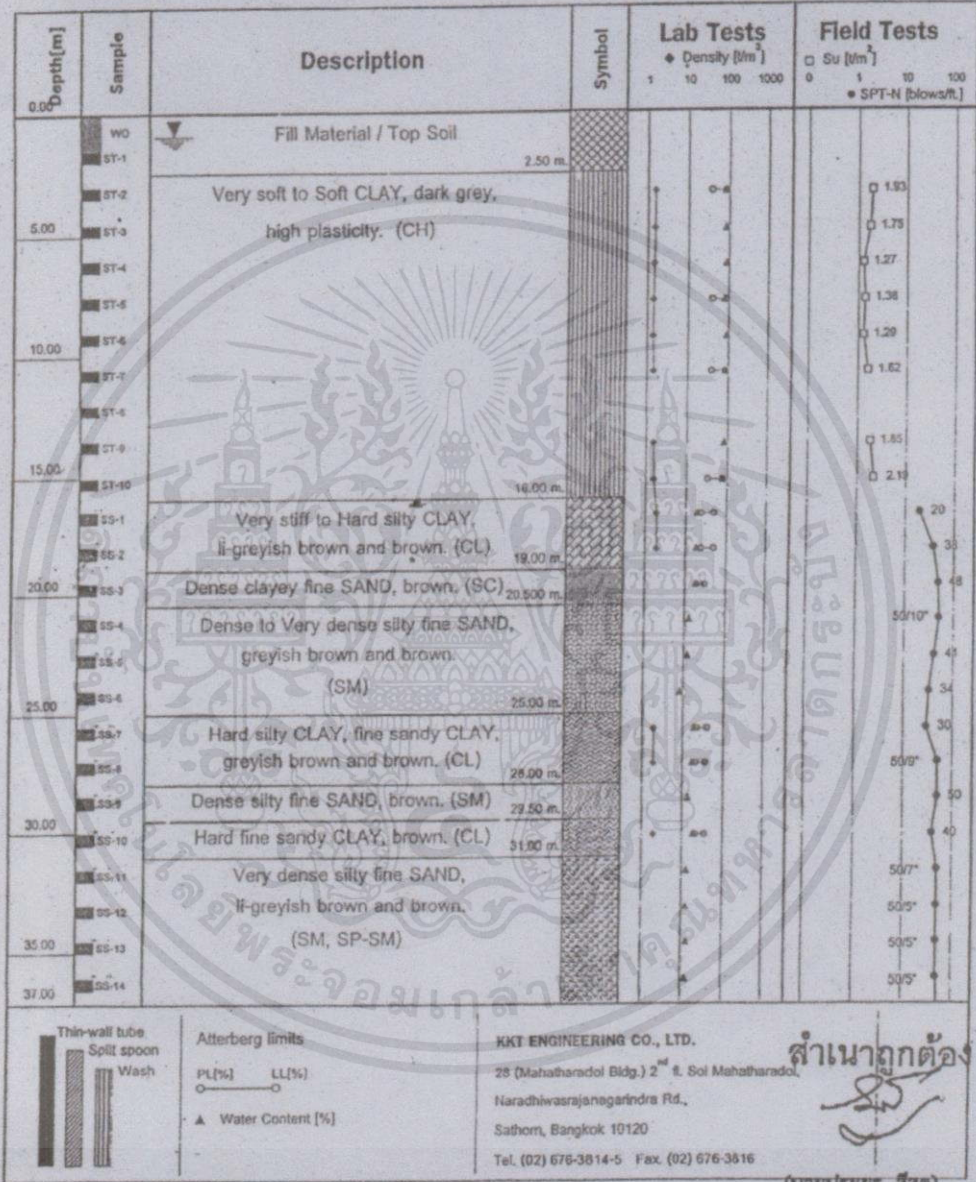 Depth[m]
Sample
Description
Symbol
Lab Tests
◆ Density [t/m³]
1 10 100 1000
Field Tests
□ Su [t/m²]
0 1 10 100
● SPT-N [blows/ft.]
0.00
WO
Fill Material / Top Soil
ST-1
2.50 m.
ST-2
Very soft to Soft CLAY, dark grey,
1.93
5.00
ST-3
high plasticity. (CH)
1.75
ST-4
1.27
ST-5
1.36
ST-6
1.29
10.00
ST-7
1.62
ST-8
ST-9
1.85
15.00
ST-10
2.19
16.00 m.
SS-1
Very stiff to Hard silty CLAY,
20
li-greyish brown and brown. (CL)
SS-2
19.00 m.
38
20.00
SS-3
Dense clayey fine SAND, brown. (SC)
20.500 m.
48
SS-4
Dense to Very dense silty fine SAND,
50/10"
SS-5
greyish brown and brown.
41
(SM)
SS-6
34
25.00
25.00 m.
SS-7
Hard silty CLAY, fine sandy CLAY,
30
SS-8
greyish brown and brown. (CL)
28.00 m.
50/9"
SS-9
Dense silty fine SAND, brown. (SM)
29.50 m.
50
30.00
SS-10
Hard fine sandy CLAY, brown. (CL)
31.00 m.
40
SS-11
Very dense silty fine SAND,
50/7"
SS-12
li-greyish brown and brown.
50/5"
35.00
SS-13
(SM, SP-SM)
50/5"
37.00
SS-14
50/5"
Thin-wall tube
Split spoon
Wash
Atterberg limits
PL[%] LL[%]
▲ Water Content [%]
KKT ENGINEERING CO., LTD.
28 (Mahatharadol Bldg.) 2nd fl. Soi Mahatharadol,
Naradhiwasrajanagarindra Rd.,
Sathorn, Bangkok 10120
Tel. (02) 676-3814-5 Fax. (02) 676-3816
สำเนาถูกต้อง